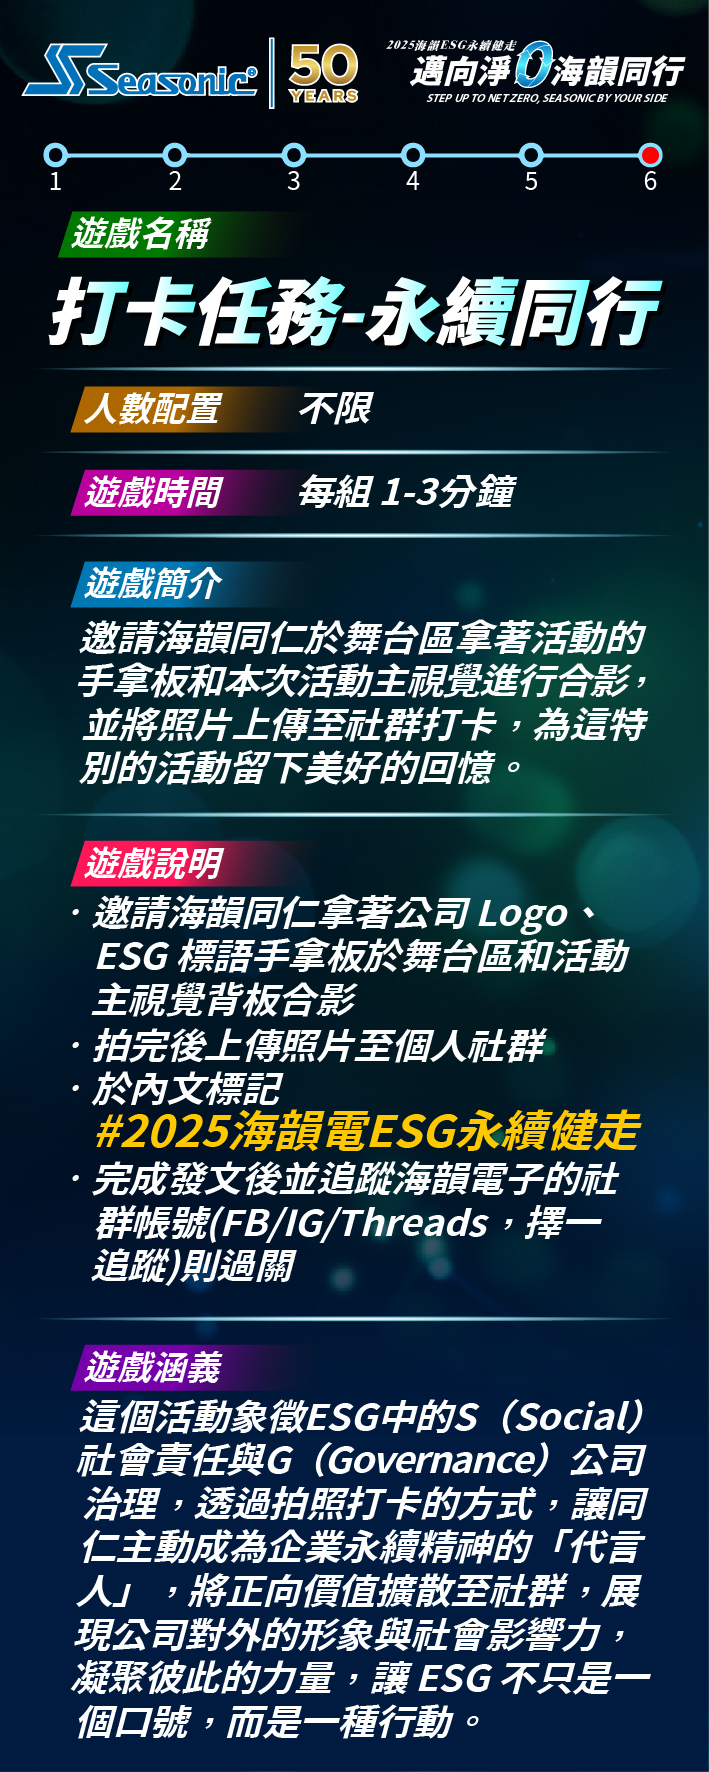 Seasonic
50
YEARS
2025海韻ESG永續健走
邁向淨0海韻同行
STEP UP TO NET ZERO, SEASONIC BY YOUR SIDE
1 2 3 4 5 6
遊戲名稱
打卡任務-永續同行
人數配置 不限
遊戲時間 每組 1-3分鐘
遊戲簡介
邀請海韻同仁於舞台區拿著活動的
手拿板和本次活動主視覺進行合影，
並將照片上傳至社群打卡，為這特
別的活動留下美好的回憶。
遊戲說明
· 邀請海韻同仁拿著公司 Logo、
ESG 標語手拿板於舞台區和活動
主視覺背板合影
· 拍完後上傳照片至個人社群
· 於內文標記
#2025海韻電ESG永續健走
· 完成發文後並追蹤海韻電子的社
群帳號(FB/IG/Threads，擇一
追蹤)則過關
遊戲涵義
這個活動象徵ESG中的S（Social）
社會責任與G（Governance）公司
治理，透過拍照打卡的方式，讓同
仁主動成為企業永續精神的「代言
人」，將正向價值擴散至社群，展
現公司對外的形象與社會影響力，
凝聚彼此的力量，讓 ESG 不只是一
個口號，而是一種行動。